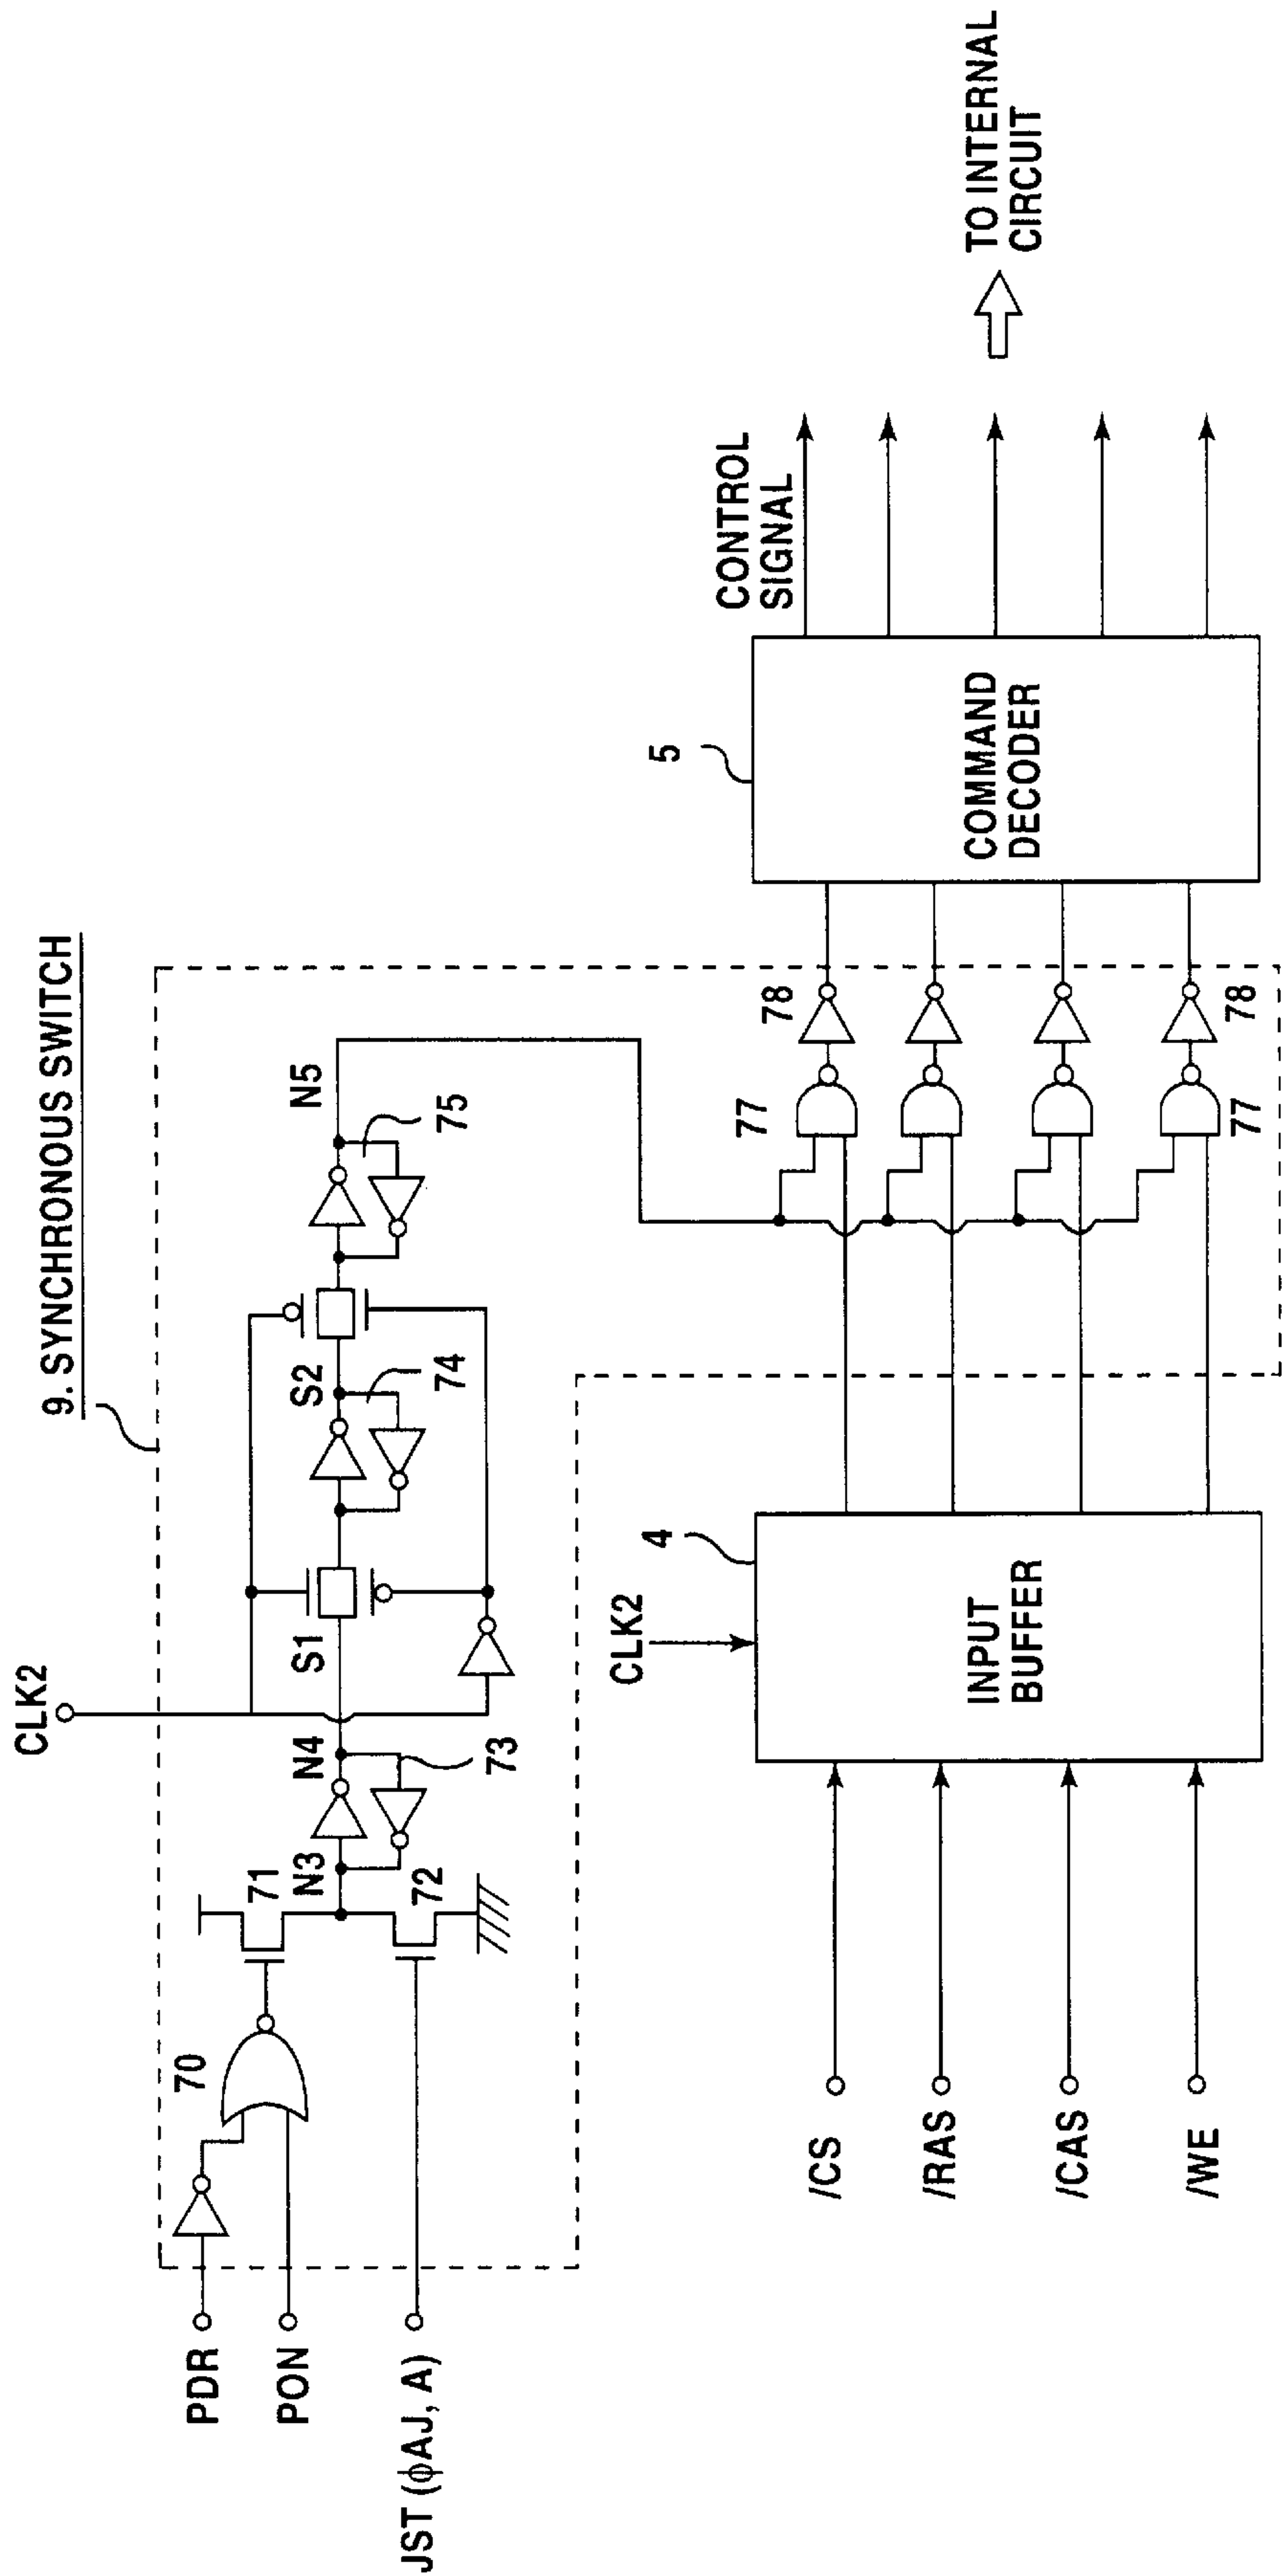 9. SYNCHRONOUS SWITCH
CLK2
PDR
PON
JST (ϕAJ, A)
70
71
72
N3
N4
73
S1
S2
74
N5
75
77
78
77
78
CLK2
4
INPUT
BUFFER
/CS
/RAS
/CAS
/WE
5
COMMAND
DECODER
CONTROL
SIGNAL
TO INTERNAL
CIRCUIT